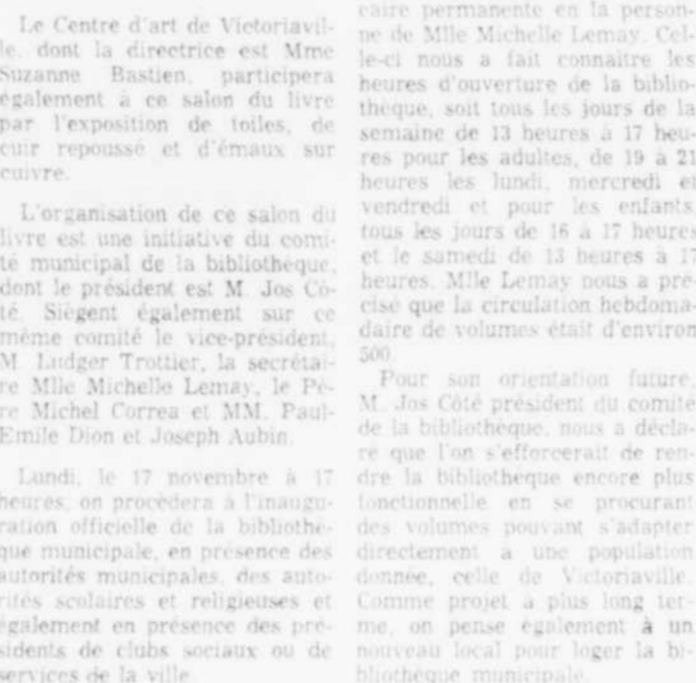 Le Centre d'art de Victoriavil-
le, dont la directrice est Mme
Suzanne Bastien, participera
également à ce salon du livre
par l'exposition de toiles, de
cuir repoussé et d'émaux sur
cuivre.
L'organisation de ce salon du
livre est une initiative du comi-
té municipal de la bibliothèque,
dont le président est M. Jos Cô-
té. Siègent également sur ce
même comité le vice-président,
M. Ludger Trottier, la secrétai-
re Mlle Michelle Lemay, le Pè-
re Michel Correa et MM. Paul-
Emile Dion et Joseph Aubin.
Lundi, le 17 novembre à 17
heures, on procèdera à l'inaugu-
ration officielle de la bibliothè-
que municipale, en présence des
autorités municipales, des auto-
rités scolaires et religieuses et
également en présence des pré-
sidents de clubs sociaux ou de
services de la ville.
caire permanente en la person-
ne de Mlle Michelle Lemay. Cel-
le-ci nous a fait connaître les
heures d'ouverture de la biblio-
thèque, soit tous les jours de la
semaine de 13 heures à 17 heu-
res pour les adultes, de 19 à 21
heures les lundi, mercredi et
vendredi et pour les enfants,
tous les jours de 16 à 17 heures
et le samedi de 13 heures à 17
heures. Mlle Lemay nous a pré-
cisé que la circulation hebdoma-
daire de volumes était d'environ
500.
Pour son orientation future,
M. Jos Côté président du comité
de la bibliothèque, nous a décla-
ré que l'on s'efforcerait de ren-
dre la bibliothèque encore plus
fonctionnelle en se procurant
des volumes pouvant s'adapter
directement à une population
donnée, celle de Victoriaville.
Comme projet à plus long ter-
me, on pense également à un
nouveau local pour loger la bi-
bliothèque municipale.